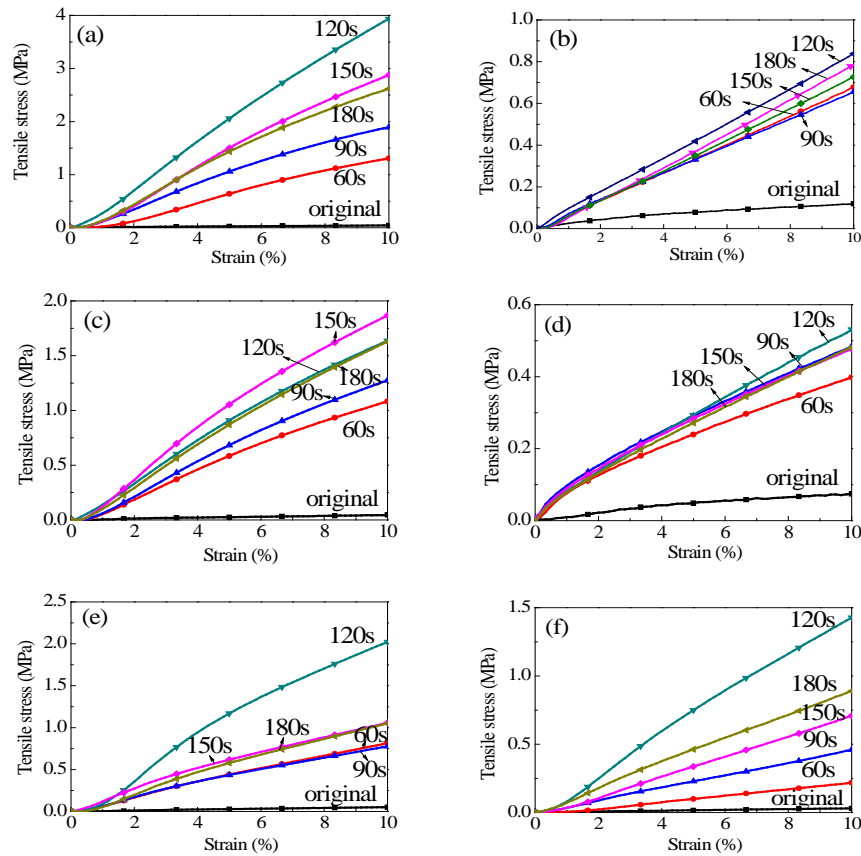 (a)
Tensile stress (MPa)
4
3
2
1
0
120s
150s
180s
90s
60s
original
0 2 4 6 8 10
Strain (%)
(b)
Tensile stress (MPa)
1.0
0.8
0.6
0.4
0.2
0.0
120s
180s
150s
60s
90s
original
0 2 4 6 8 10
Strain (%)
(c)
Tensile stress (MPa)
2.0
1.5
1.0
0.5
0.0
150s
120s
180s
90s
60s
original
0 2 4 6 8 10
Strain (%)
(d)
Tensile stress (MPa)
0.6
0.4
0.2
0.0
120s
90s
150s
180s
60s
original
0 2 4 6 8 10
Strain (%)
(e)
Tensile stress (MPa)
2.5
2.0
1.5
1.0
0.5
0.0
120s
150s
180s
60s
90s
original
0 2 4 6 8 10
Strain (%)
(f)
Tensile stress (MPa)
1.5
1.0
0.5
0.0
120s
180s
150s
90s
60s
original
0 2 4 6 8 10
Strain (%)